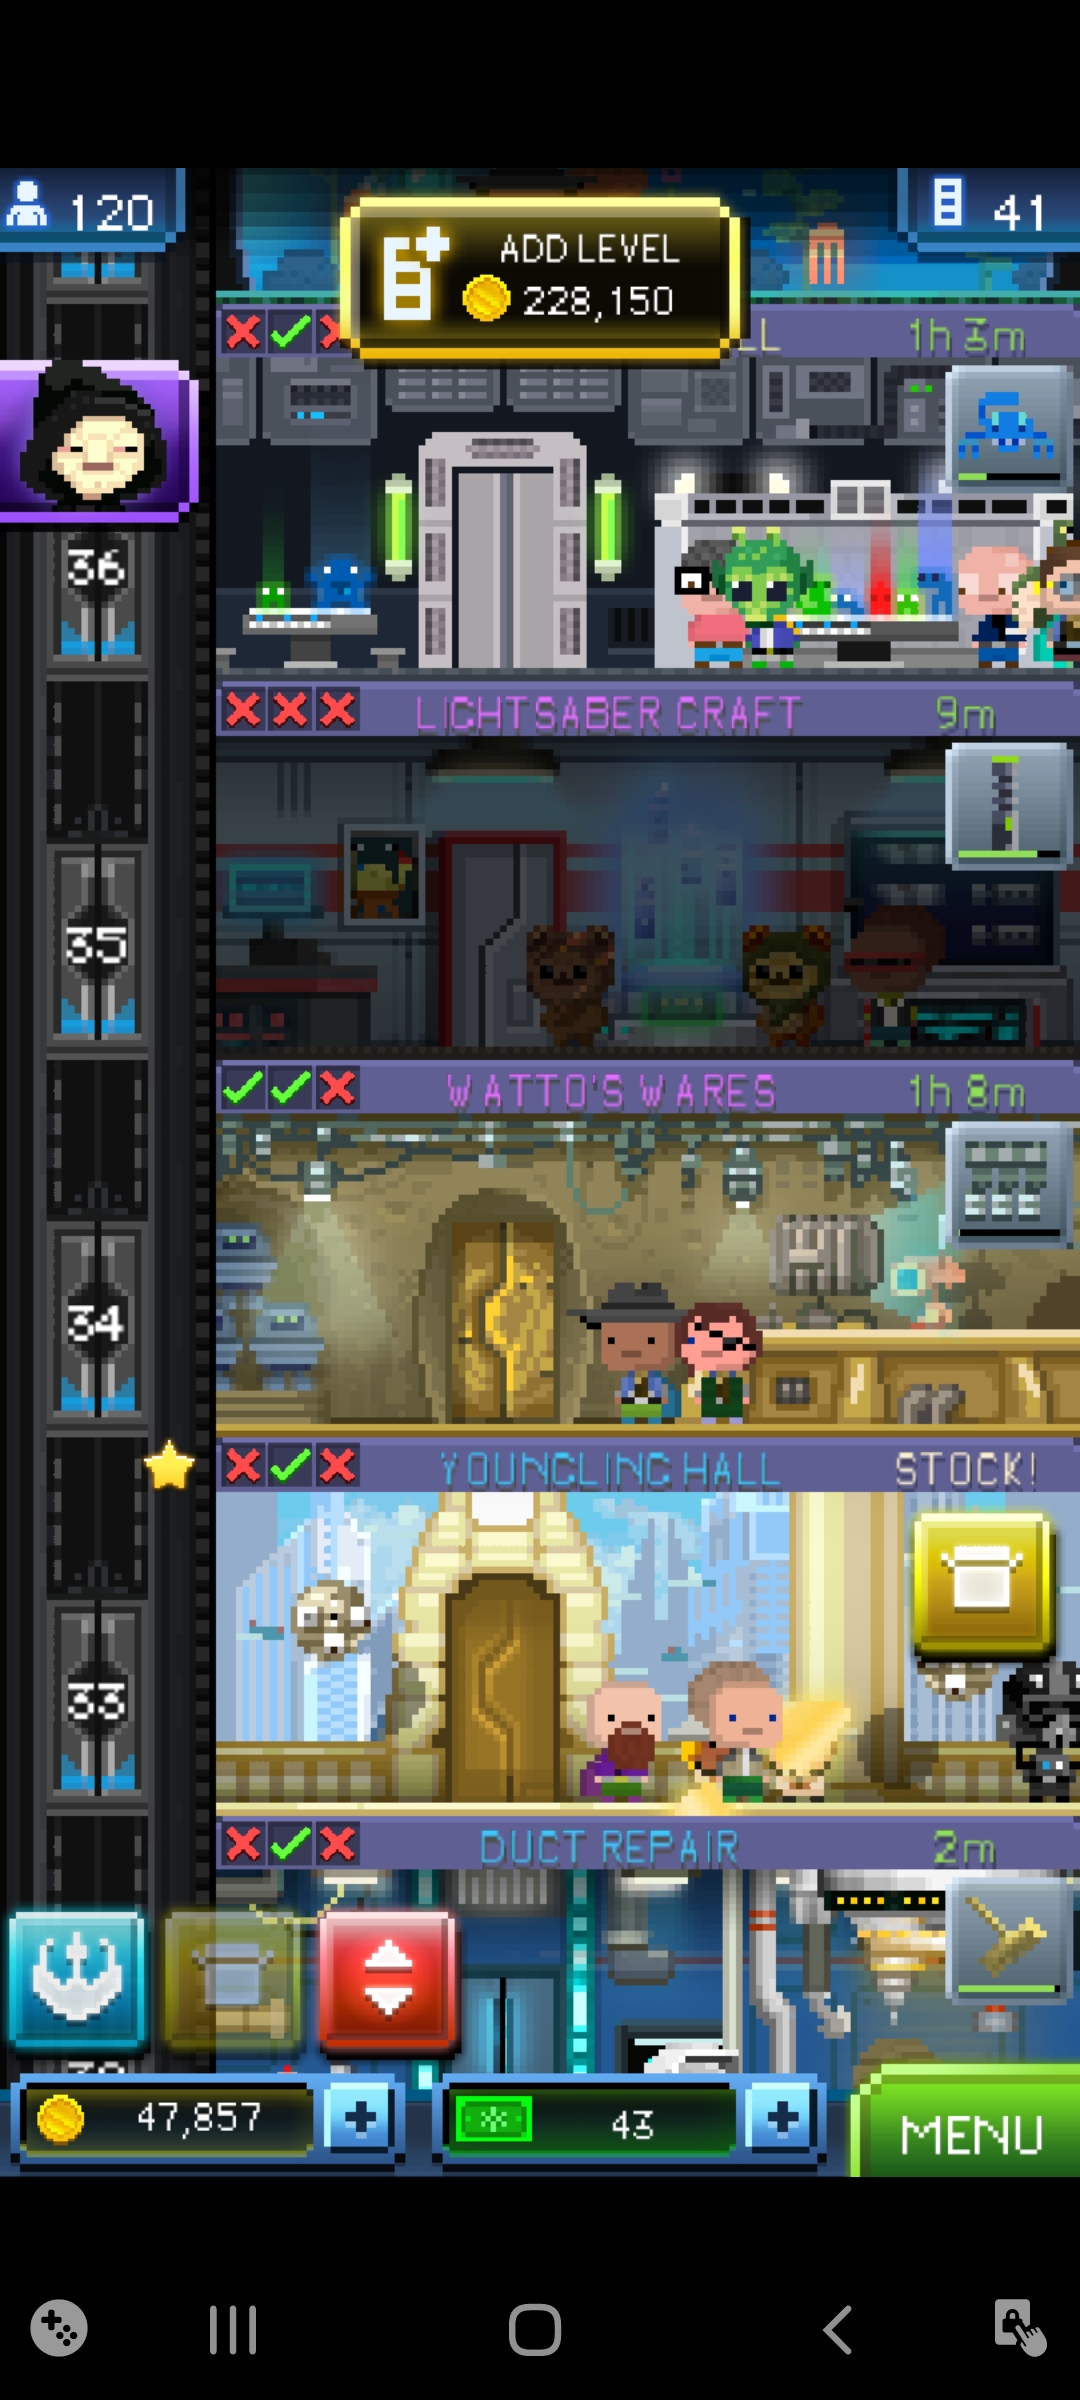 120
41
ADD LEVEL
228,150
LL
1h 3m
36
LIGHTSABER CRAFT
9m
35
WATTO'S WARES
1h 8m
34
YOUNGLING HALL
STOCK!
33
DUCT REPAIR
2m
47,857
43
MENU